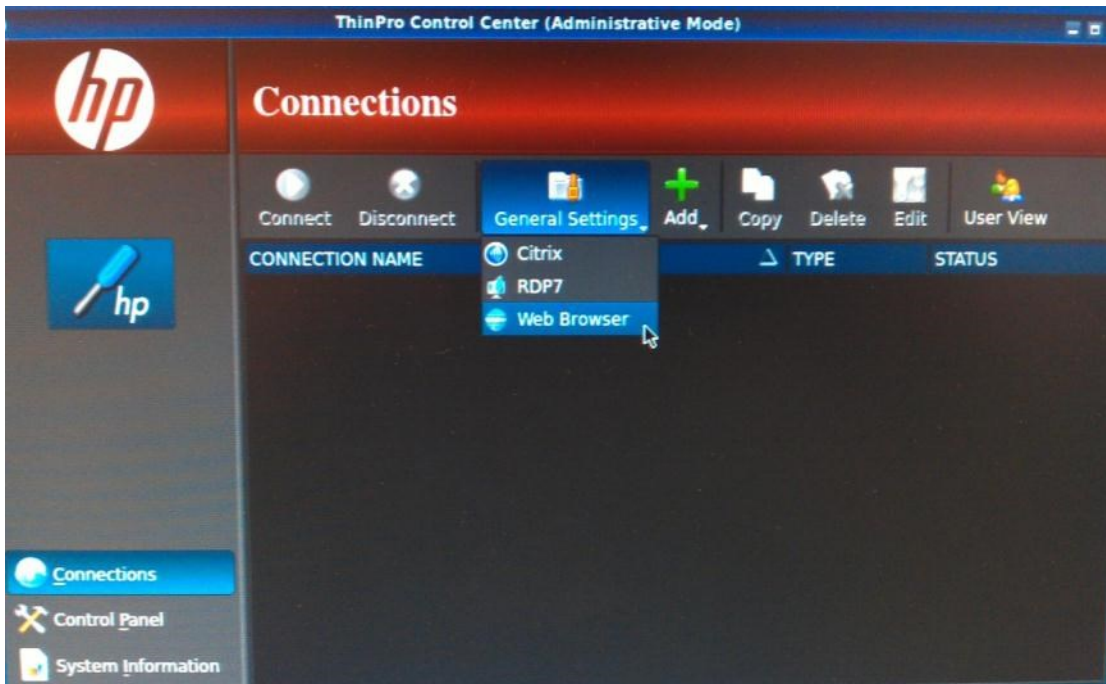 ThinPro Control Center (Administrative Mode)
hp
Connections
Connect Disconnect General Settings Add Copy Delete Edit User View
CONNECTION NAME TYPE STATUS
Citrix
RDP7
Web Browser
hp
Connections
Control Panel
System Information